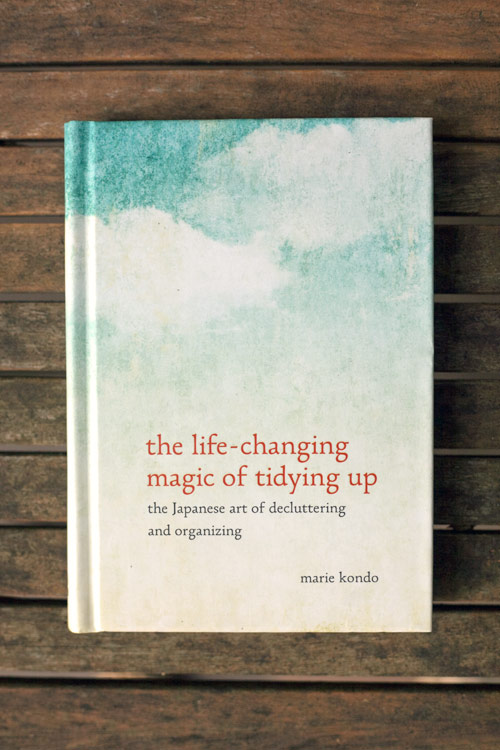 the life-changing
magic of tidying up
the Japanese art of decluttering
and organizing
marie kondo